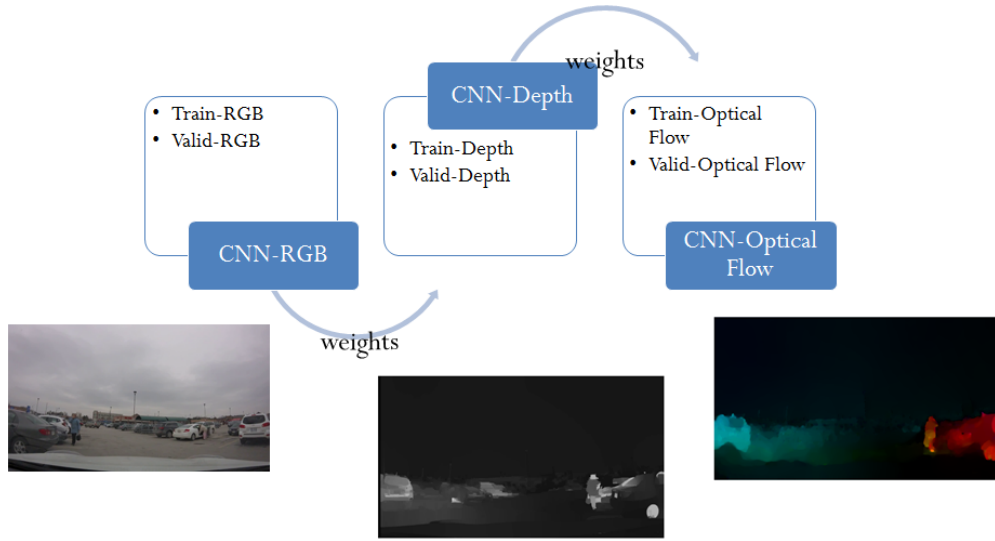 • Train-RGB
• Valid-RGB
CNN-RGB
weights
CNN-Depth
• Train-Depth
• Valid-Depth
weights
• Train-Optical
Flow
• Valid-Optical Flow
CNN-Optical
Flow